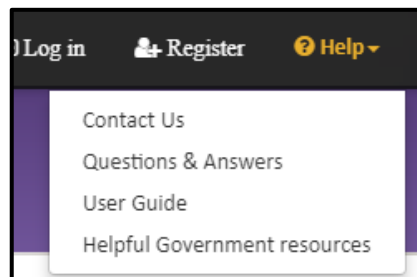 Log in Register Help
Contact Us
Questions & Answers
User Guide
Helpful Government resources